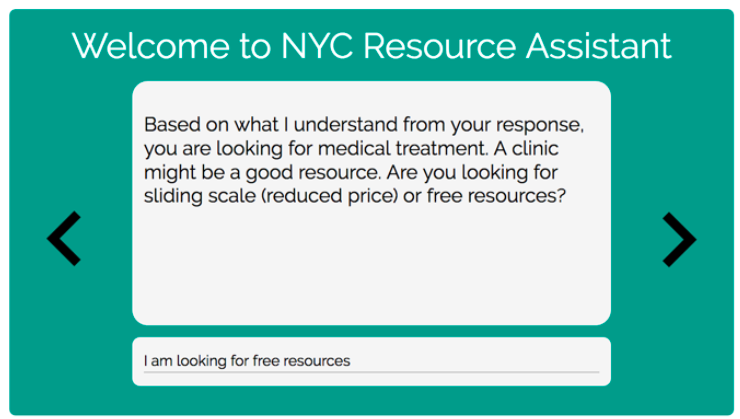 Welcome to NYC Resource Assistant
Based on what I understand from your response,
you are looking for medical treatment. A clinic
might be a good resource. Are you looking for
sliding scale (reduced price) or free resources?
I am looking for free resources